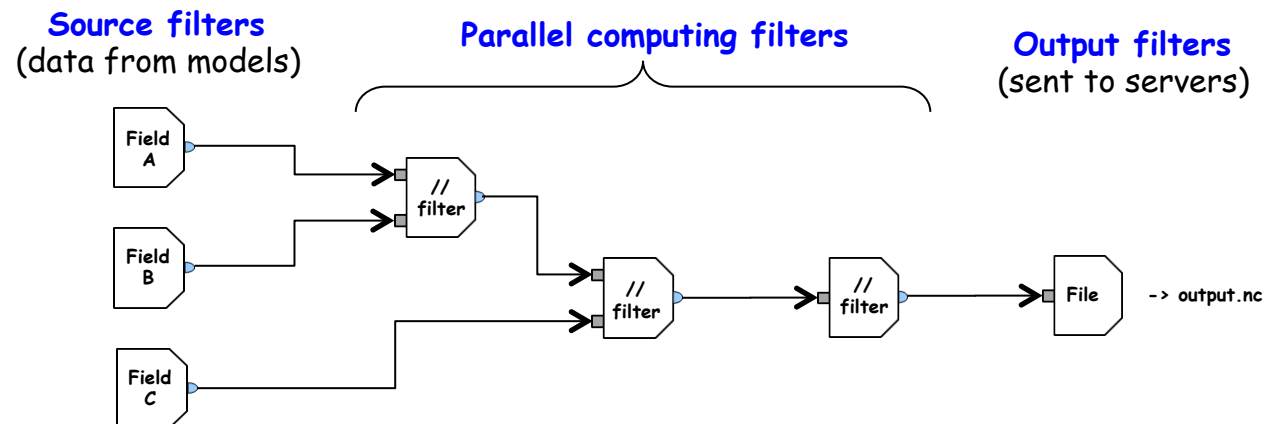 Source filters
(data from models)
Parallel computing filters
Output filters
(sent to servers)
Field
A
//
filter
Field
B
//
filter
//
filter
File
-> output.nc
Field
C